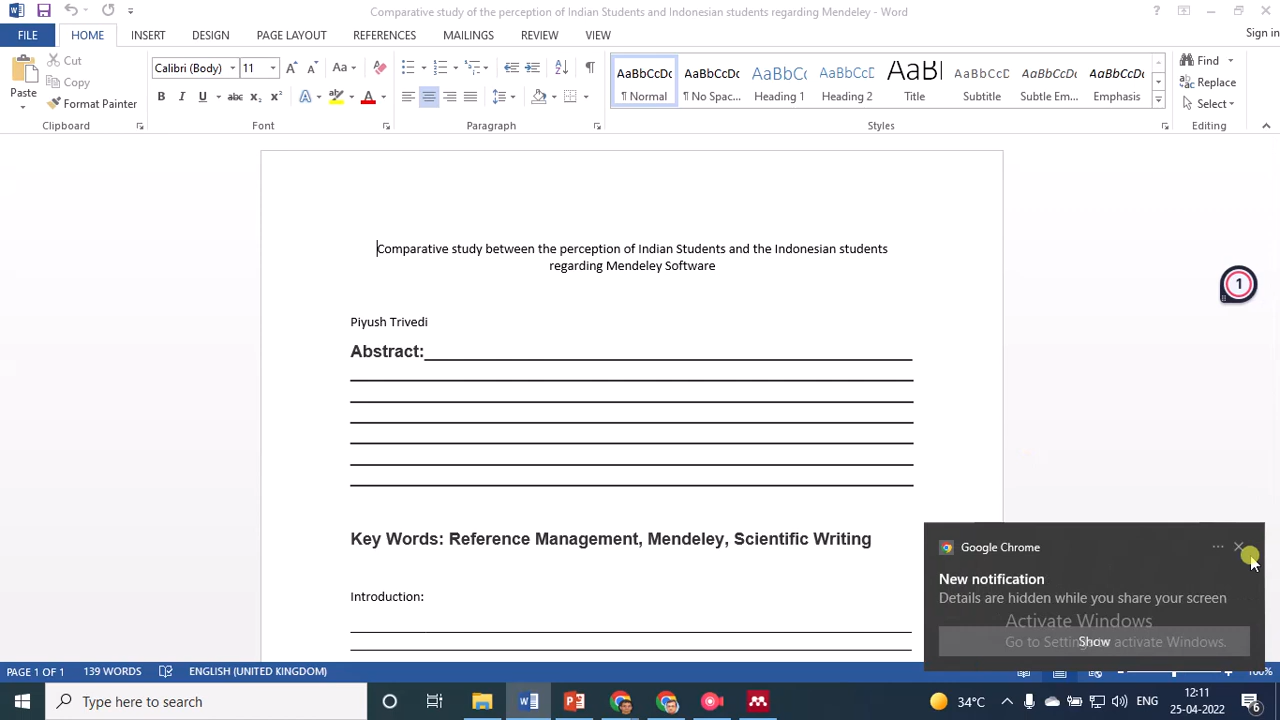 Comparative study of the perception of Indian Students and Indonesian students regarding Mendeley - Word
Sign in
FILE HOME INSERT DESIGN PAGE LAYOUT REFERENCES MAILINGS REVIEW VIEW
Paste
Cut
Copy
Format Painter
Clipboard
Calibri (Body) 11
Font
Paragraph
AaBbCcDc AaBbCcDc AaBbCc AaBbCcD AaBl AaBbCcD AaBbCcDc AaBbCcDc
¶ Normal ¶ No Spac... Heading 1 Heading 2 Title Subtitle Subtle Em... Emphasis
Styles
Find
Replace
Select
Editing
Comparative study between the perception of Indian Students and the Indonesian students
regarding Mendeley Software
1
Piyush Trivedi
Abstract:
Key Words: Reference Management, Mendeley, Scientific Writing
Introduction:
Google Chrome
New notification
Details are hidden while you share your screen
Show
Activate Windows
Go to Settings to activate Windows.
PAGE 1 OF 1 139 WORDS ENGLISH (UNITED KINGDOM)
100%
Type here to search
34°C
ENG
12:11
25-04-2022
6